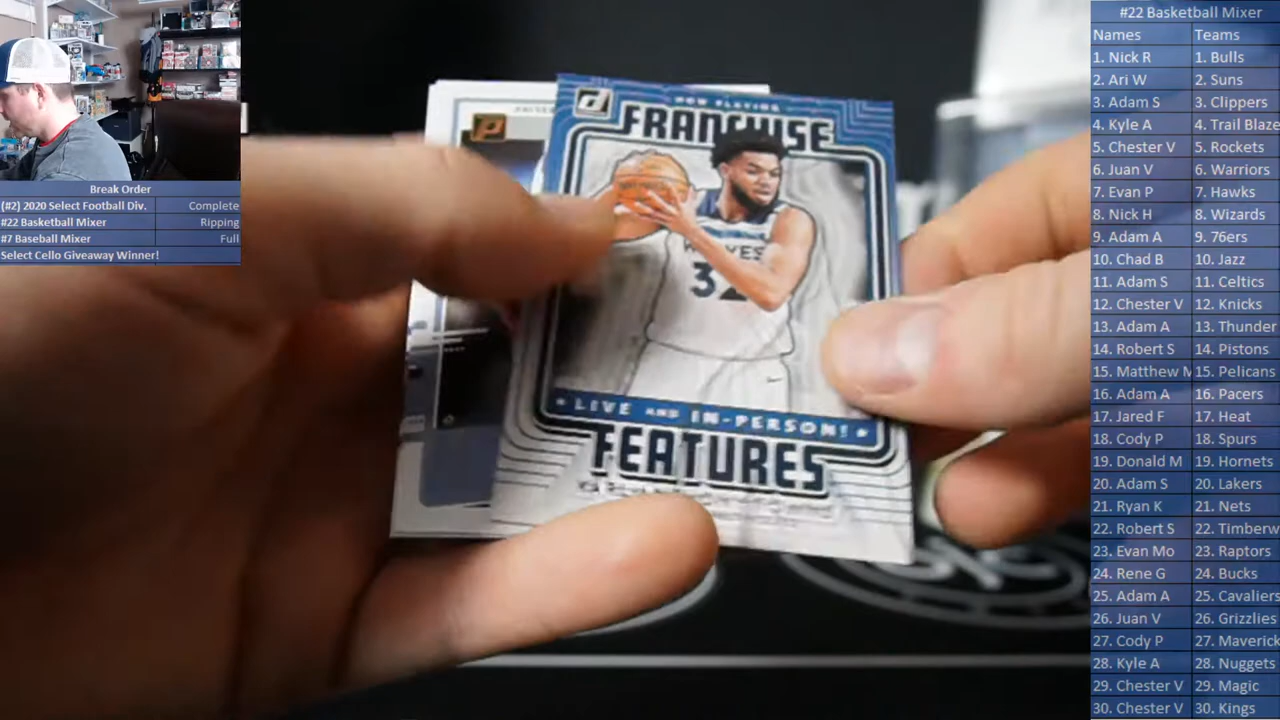 Break Order
(#2) 2020 Select Football Div. Complete
#22 Basketball Mixer Ripping
#7 Baseball Mixer Full
Select Cello Giveaway Winner!
NOW PLAYING
FRANCHISE
32
LIVE AND IN-PERSON!
FEATURES
#22 Basketball Mixer
Names Teams
1. Nick R 1. Bulls
2. Ari W 2. Suns
3. Adam S 3. Clippers
4. Kyle A 4. Trail Blaze
5. Chester V 5. Rockets
6. Juan V 6. Warriors
7. Evan P 7. Hawks
8. Nick H 8. Wizards
9. Adam A 9. 76ers
10. Chad B 10. Jazz
11. Adam S 11. Celtics
12. Chester V 12. Knicks
13. Adam A 13. Thunder
14. Robert S 14. Pistons
15. Matthew 15. Pelicans
16. Adam A 16. Pacers
17. Jared F 17. Heat
18. Cody P 18. Spurs
19. Donald M 19. Hornets
20. Adam S 20. Lakers
21. Ryan K 21. Nets
22. Robert S 22. Timberw
23. Evan Mo 23. Raptors
24. Rene G 24. Bucks
25. Adam A 25. Cavaliers
26. Juan V 26. Grizzlies
27. Cody P 27. Maverick
28. Kyle A 28. Nuggets
29. Chester V 29. Magic
30. Chester V 30. Kings